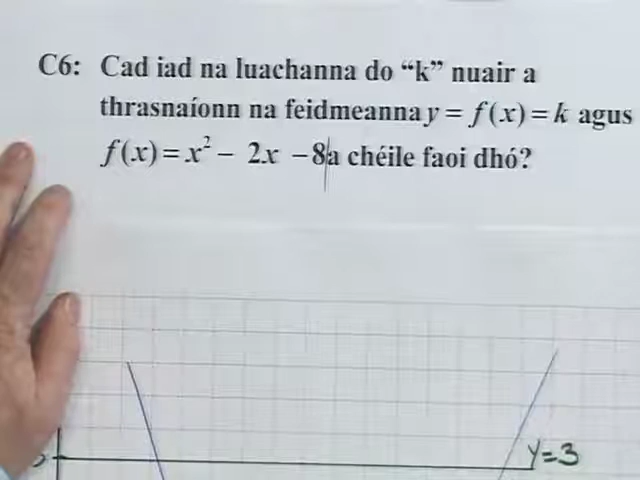 C6: Cad iad na luachanna do “k” nuair a
thrasnaíonn na feidmeanna y = f(x) = k agus
f(x) = x² – 2x – 8 a chéile faoi dhó?
y=3